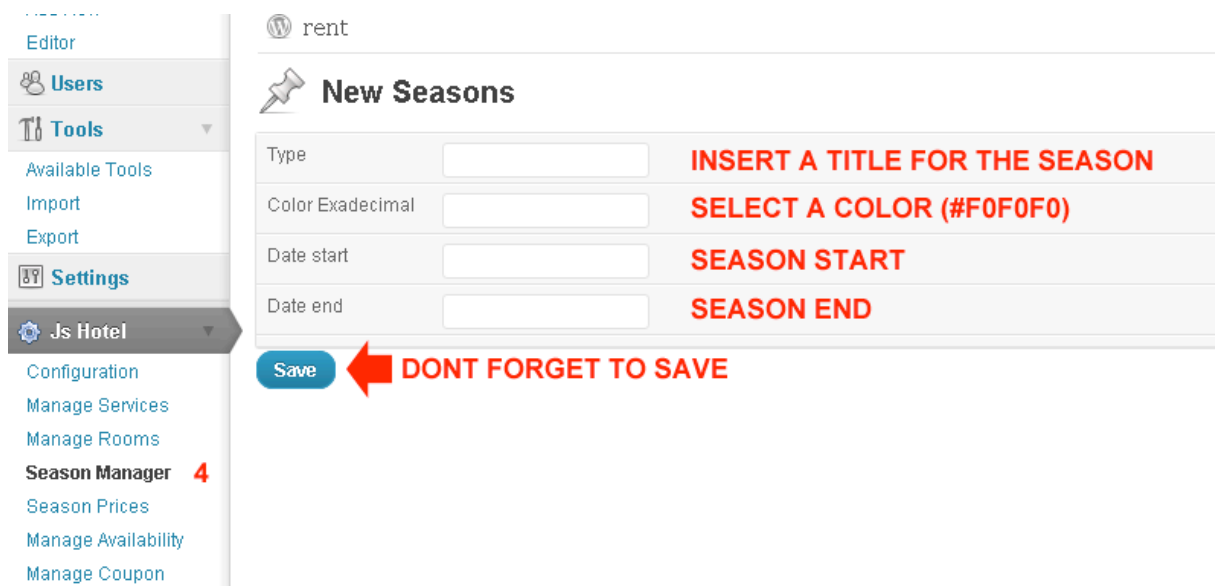 Editor
Users
Tools
Available Tools
Import
Export
Settings
Js Hotel
Configuration
Manage Services
Manage Rooms
Season Manager 4
Season Prices
Manage Availability
Manage Coupon
rent
New Seasons
Type INSERT A TITLE FOR THE SEASON
Color Exadecimal SELECT A COLOR (#F0F0F0)
Date start SEASON START
Date end SEASON END
Save DONT FORGET TO SAVE